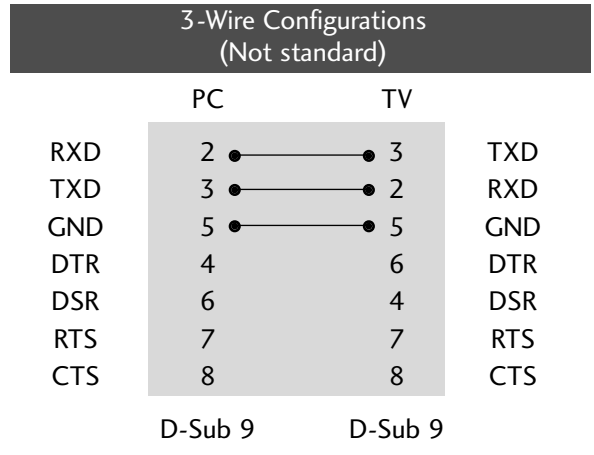 3-Wire Configurations
(Not standard)
PC TV
RXD 2 3 TXD
TXD 3 2 RXD
GND 5 5 GND
DTR 4 6 DTR
DSR 6 4 DSR
RTS 7 7 RTS
CTS 8 8 CTS
D-Sub 9 D-Sub 9